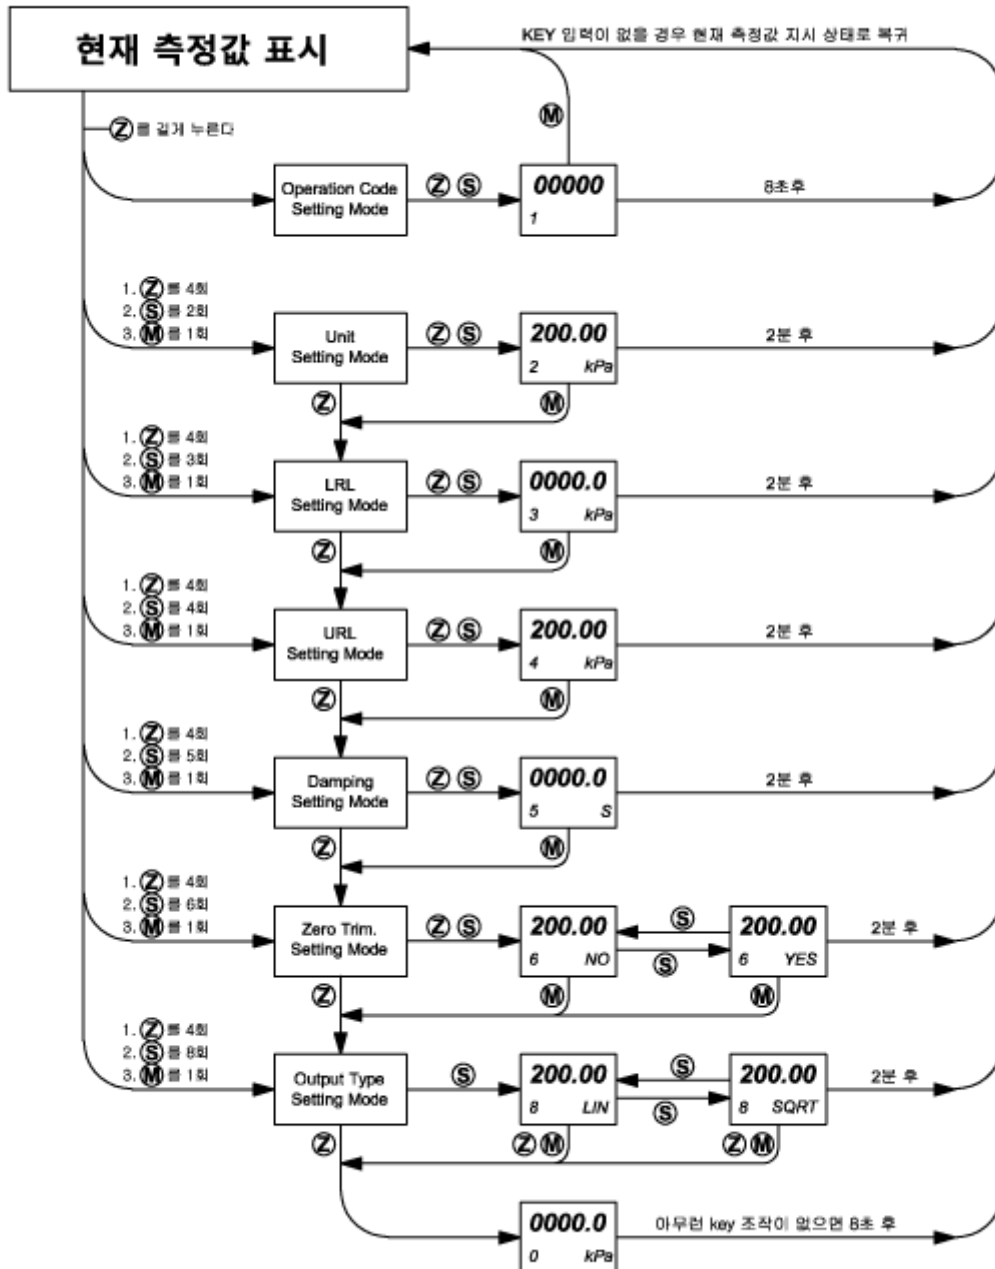 현재 측정값 표시
KEY 입력이 없을 경우 현재 측정값 지시 상태로 복귀
M
Z를 길게 누른다
Operation Code
Setting Mode
Z S
00000
1
8초후
1. Z를 4회
2. S를 2회
3. M를 1회
Unit
Setting Mode
Z S
200.00
2 kPa
2분 후
Z
M
1. Z를 4회
2. S를 3회
3. M를 1회
LRL
Setting Mode
Z S
0000.0
3 kPa
2분 후
Z
M
1. Z를 4회
2. S를 4회
3. M를 1회
URL
Setting Mode
Z S
200.00
4 kPa
2분 후
Z
M
1. Z를 4회
2. S를 5회
3. M를 1회
Damping
Setting Mode
Z S
0000.0
5 S
2분 후
Z
M
1. Z를 4회
2. S를 6회
3. M를 1회
Zero Trim.
Setting Mode
Z S
200.00
6 NO
S
S
200.00
6 YES
2분 후
Z
M
M
1. Z를 4회
2. S를 8회
3. M를 1회
Output Type
Setting Mode
S
200.00
8 LIN
S
S
200.00
8 SQRT
2분 후
Z
Z M
Z M
0000.0
0 kPa
아무런 key 조작이 없으면 8초 후